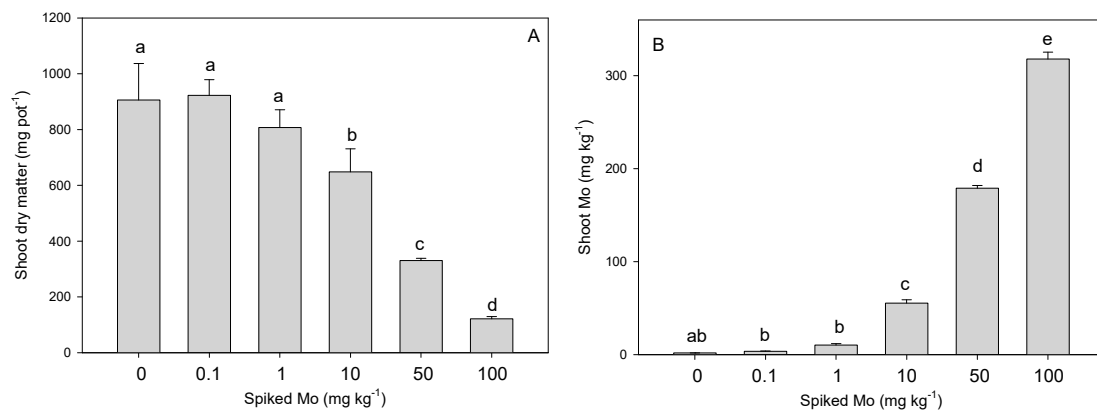 A
Shoot dry matter (mg pot⁻¹)
1200
1000
800
600
400
200
0
a
a
a
b
c
d
0 0.1 1 10 50 100
Spiked Mo (mg kg⁻¹)
B
Shoot Mo (mg kg⁻¹)
300
200
100
0
ab
b
b
c
d
e
0 0.1 1 10 50 100
Spiked Mo (mg kg⁻¹)